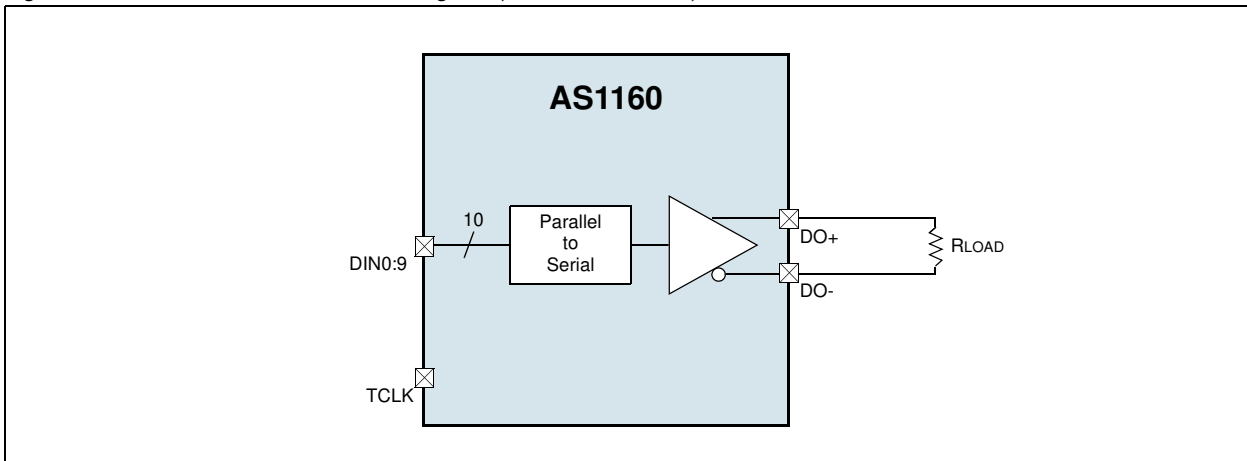 AS1160
10
Parallel
to
Serial
DIN0:9
DO+
RLOAD
DO-
TCLK